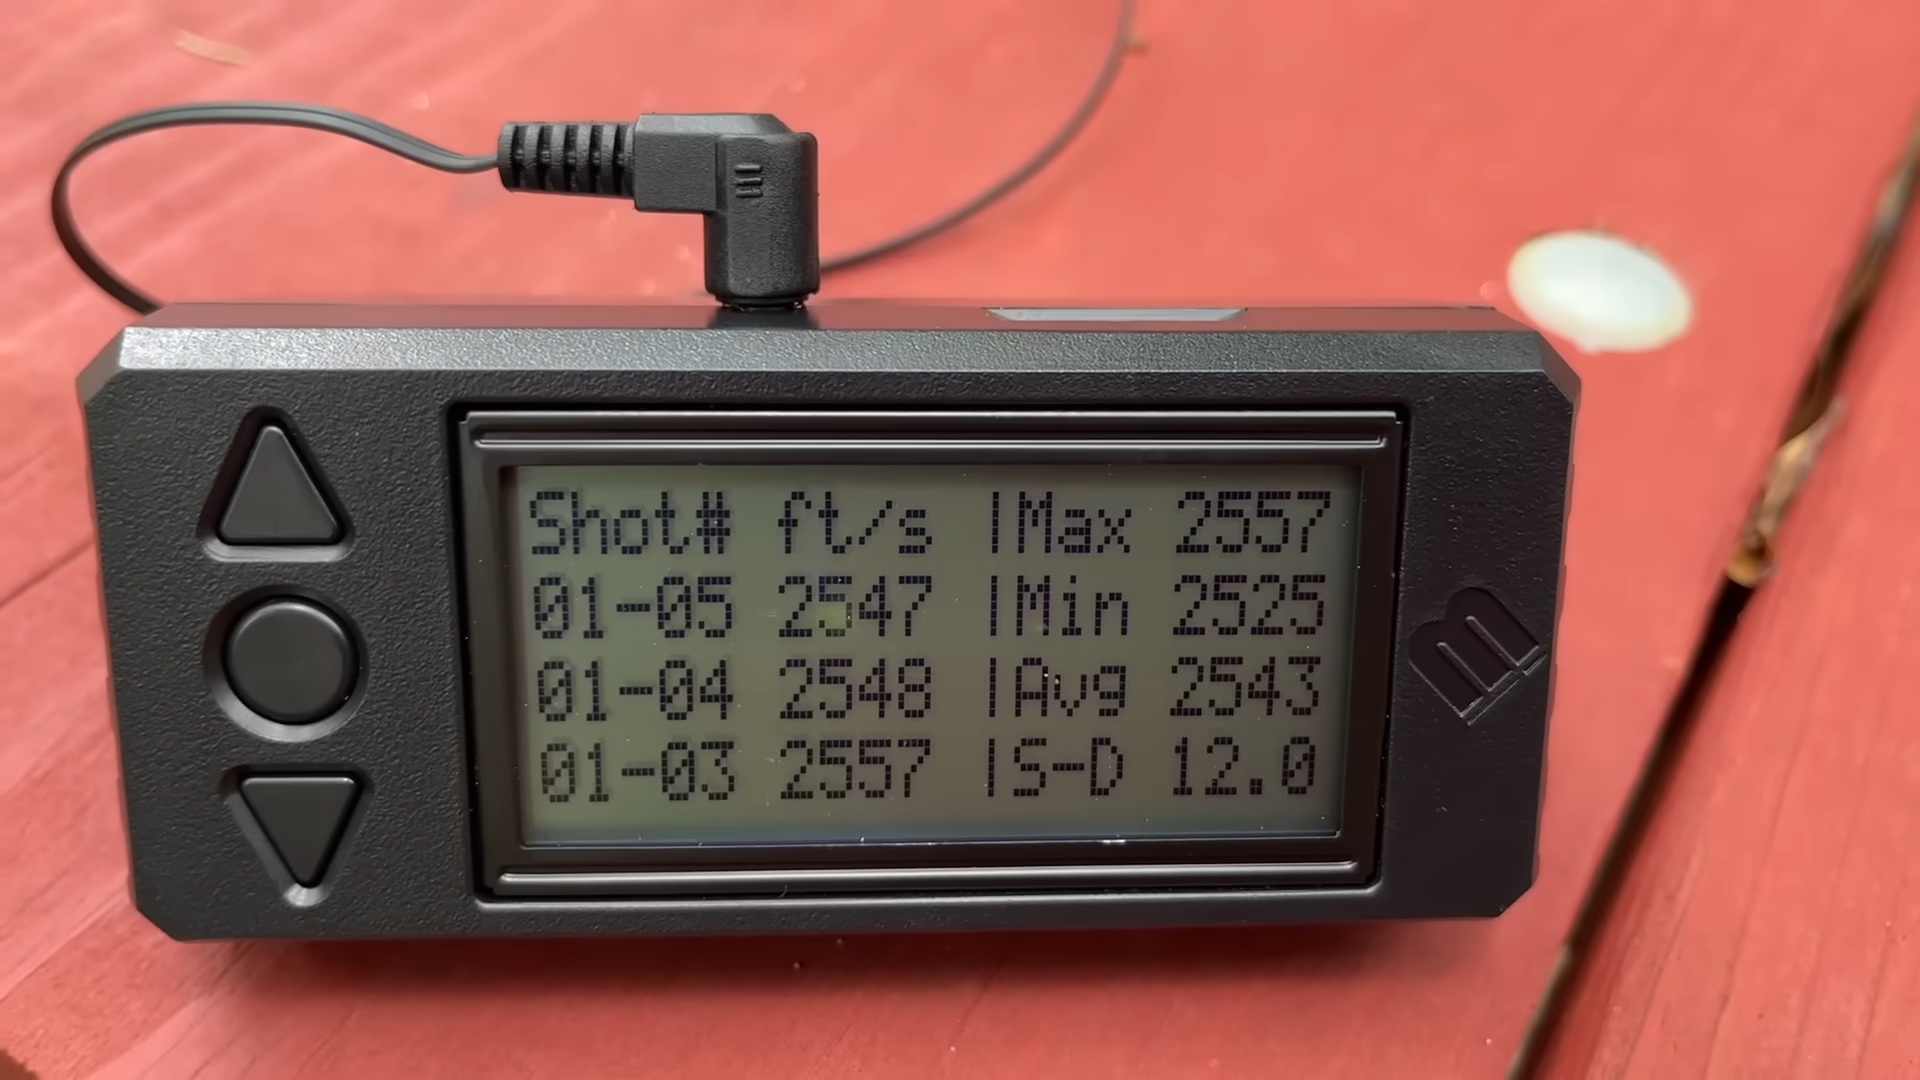 Shot# ft/s |Max 2557
01-05 2547 |Min 2525
01-04 2548 |Avg 2543
01-03 2557 |S-D 12.0